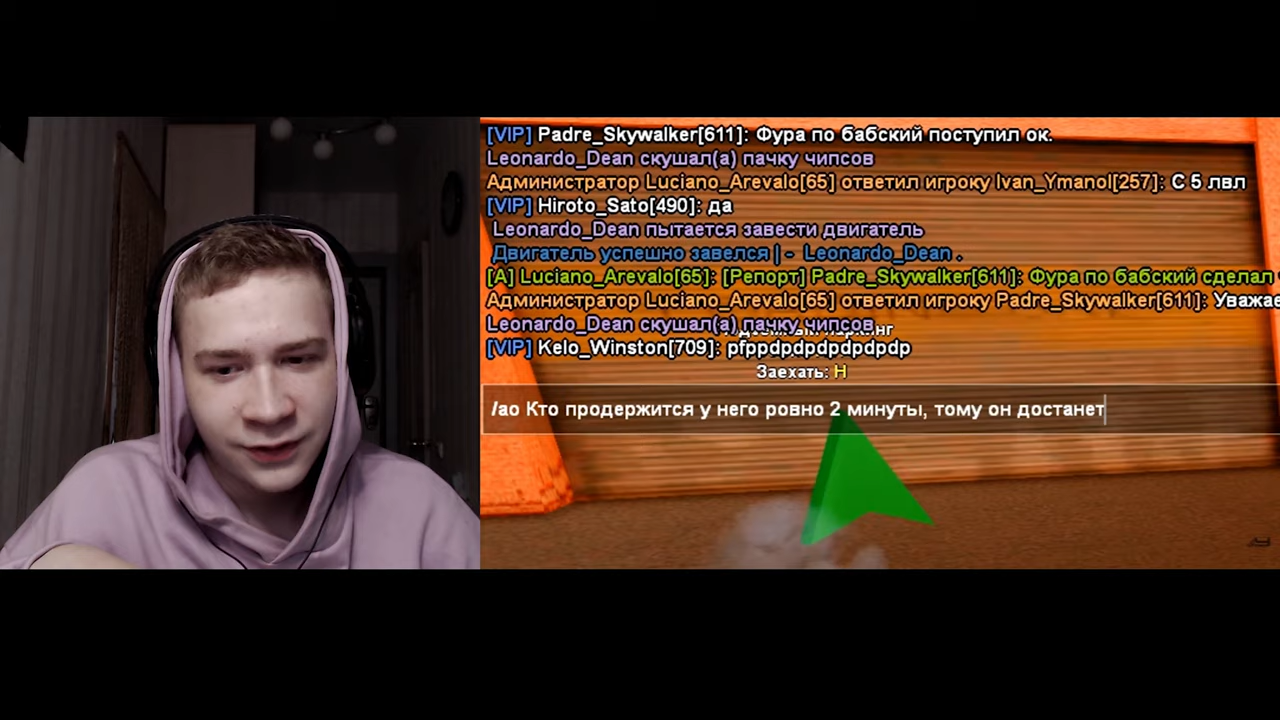 [VIP] Padre_Skywalker[611]: Фура по бабский поступил ок.
Leonardo_Dean скушал(а) пачку чипсов
Администратор Luciano_Arevalo[65] ответил игроку Ivan_Ymanol[257]: С 5 лвл
[VIP] Hiroto_Sato[490]: да
Leonardo_Dean пытается завести двигатель
Двигатель успешно завелся | - Leonardo_Dean .
[A] Luciano_Arevalo[65]: [Репорт] Padre_Skywalker[611]: Фура по бабский сделал
Администратор Luciano_Arevalo[65] ответил игроку Padre_Skywalker[611]: Уважае
Leonardo_Dean скушал(а) пачку чипсов
[VIP] Kelo_Winston[709]: pfppdpdpdpdpdpdp
Заехать: H
/ао Кто продержится у него ровно 2 минуты, тому он достанет